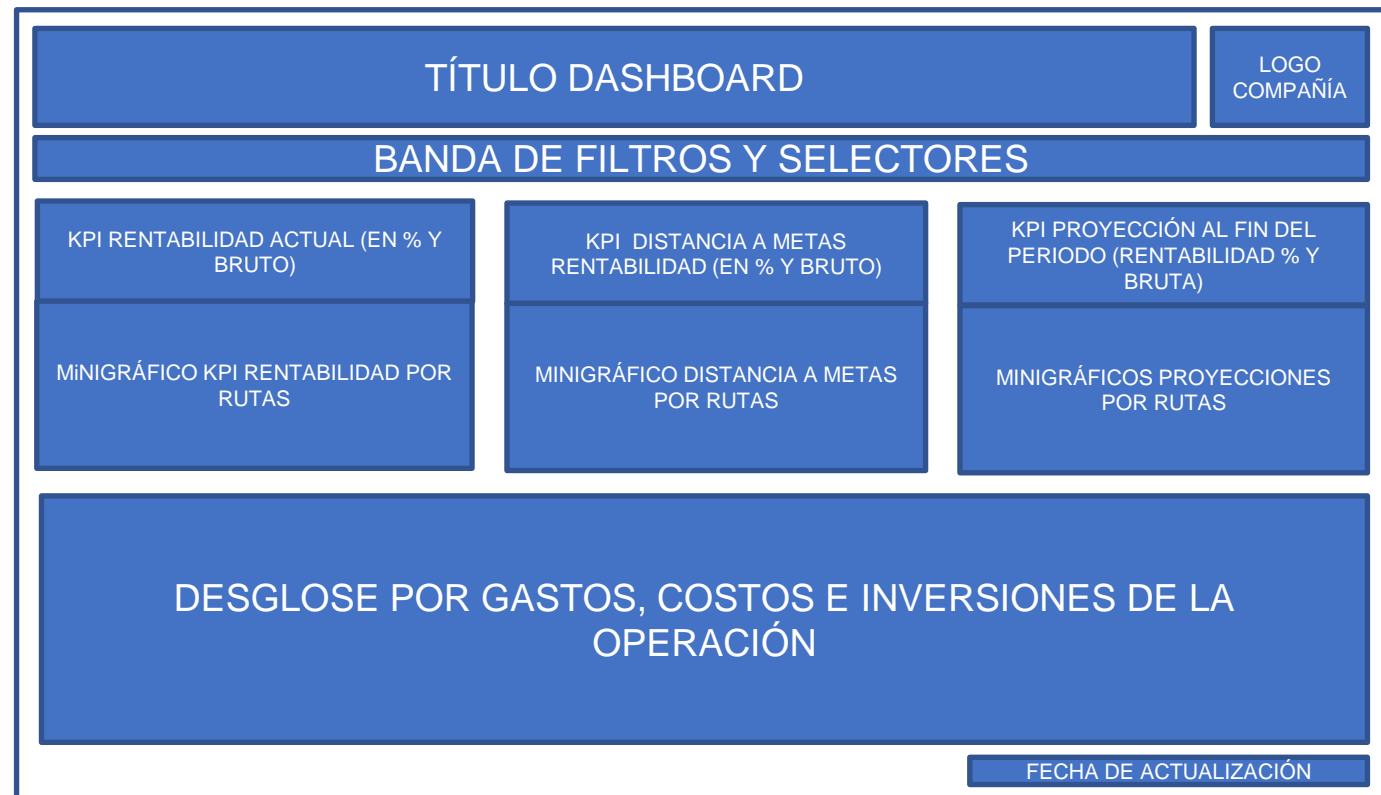 TÍTULO DASHBOARD
LOGO
COMPAÑÍA
BANDA DE FILTROS Y SELECTORES
KPI RENTABILIDAD ACTUAL (EN % Y
BRUTO)
KPI DISTANCIA A METAS
RENTABILIDAD (EN % Y BRUTO)
KPI PROYECCIÓN AL FIN DEL
PERIODO (RENTABILIDAD % Y
BRUTA)
MiNIGRÁFICO KPI RENTABILIDAD POR
RUTAS
MINIGRÁFICO DISTANCIA A METAS
POR RUTAS
MINIGRÁFICOS PROYECCIONES
POR RUTAS
DESGLOSE POR GASTOS, COSTOS E INVERSIONES DE LA
OPERACIÓN
FECHA DE ACTUALIZACIÓN